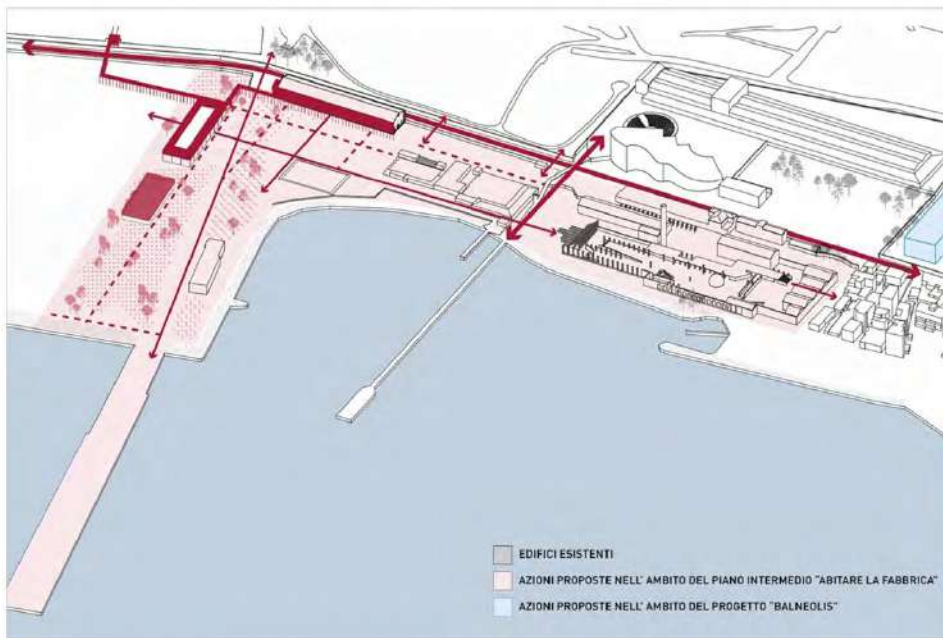 EDIFICI ESISTENTI
AZIONI PROPOSTE NELL' AMBITO DEL PIANO INTERMEDIO "ABITARE LA FABBRICA"
AZIONI PROPOSTE NELL' AMBITO DEL PROGETTO "BALNEOLIS"